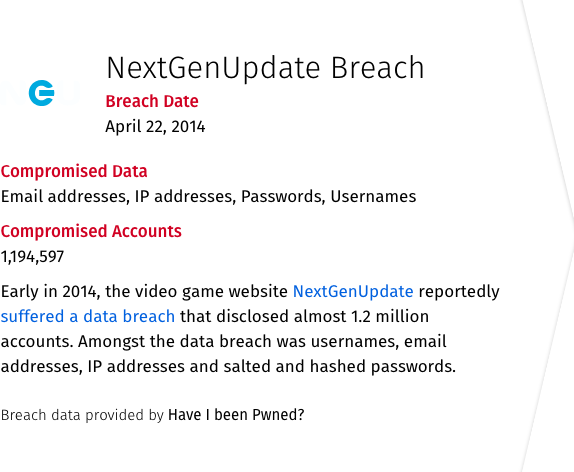 NextGenUpdate Breach
Breach Date
April 22, 2014
Compromised Data
Email addresses, IP addresses, Passwords, Usernames
Compromised Accounts
1,194,597
Early in 2014, the video game website NextGenUpdate reportedly
suffered a data breach that disclosed almost 1.2 million
accounts. Amongst the data breach was usernames, email
addresses, IP addresses and salted and hashed passwords.
Breach data provided by Have I been Pwned?